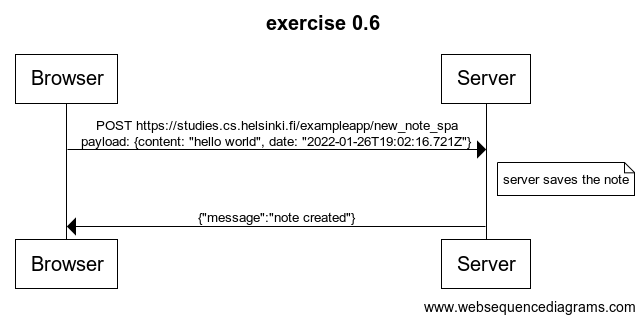 exercise 0.6
Browser
Server
POST https://studies.cs.helsinki.fi/exampleapp/new_note_spa
payload: {content: "hello world", date: "2022-01-26T19:02:16.721Z"}
server saves the note
{"message":"note created"}
Browser
Server
www.websequencediagrams.com